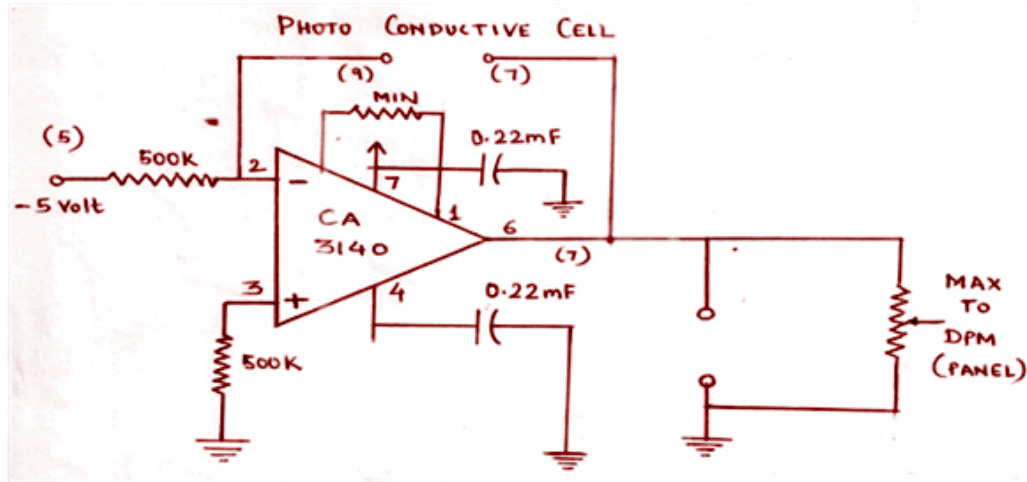 PHOTO CONDUCTIVE CELL
(9) (7)
MIN
(5)
500K
0.22mF
2
-
7
-5 Volt
CA
3140
1
6
(7)
3
+
4
0.22mF
500K
MAX
TO
DPM
(PANEL)